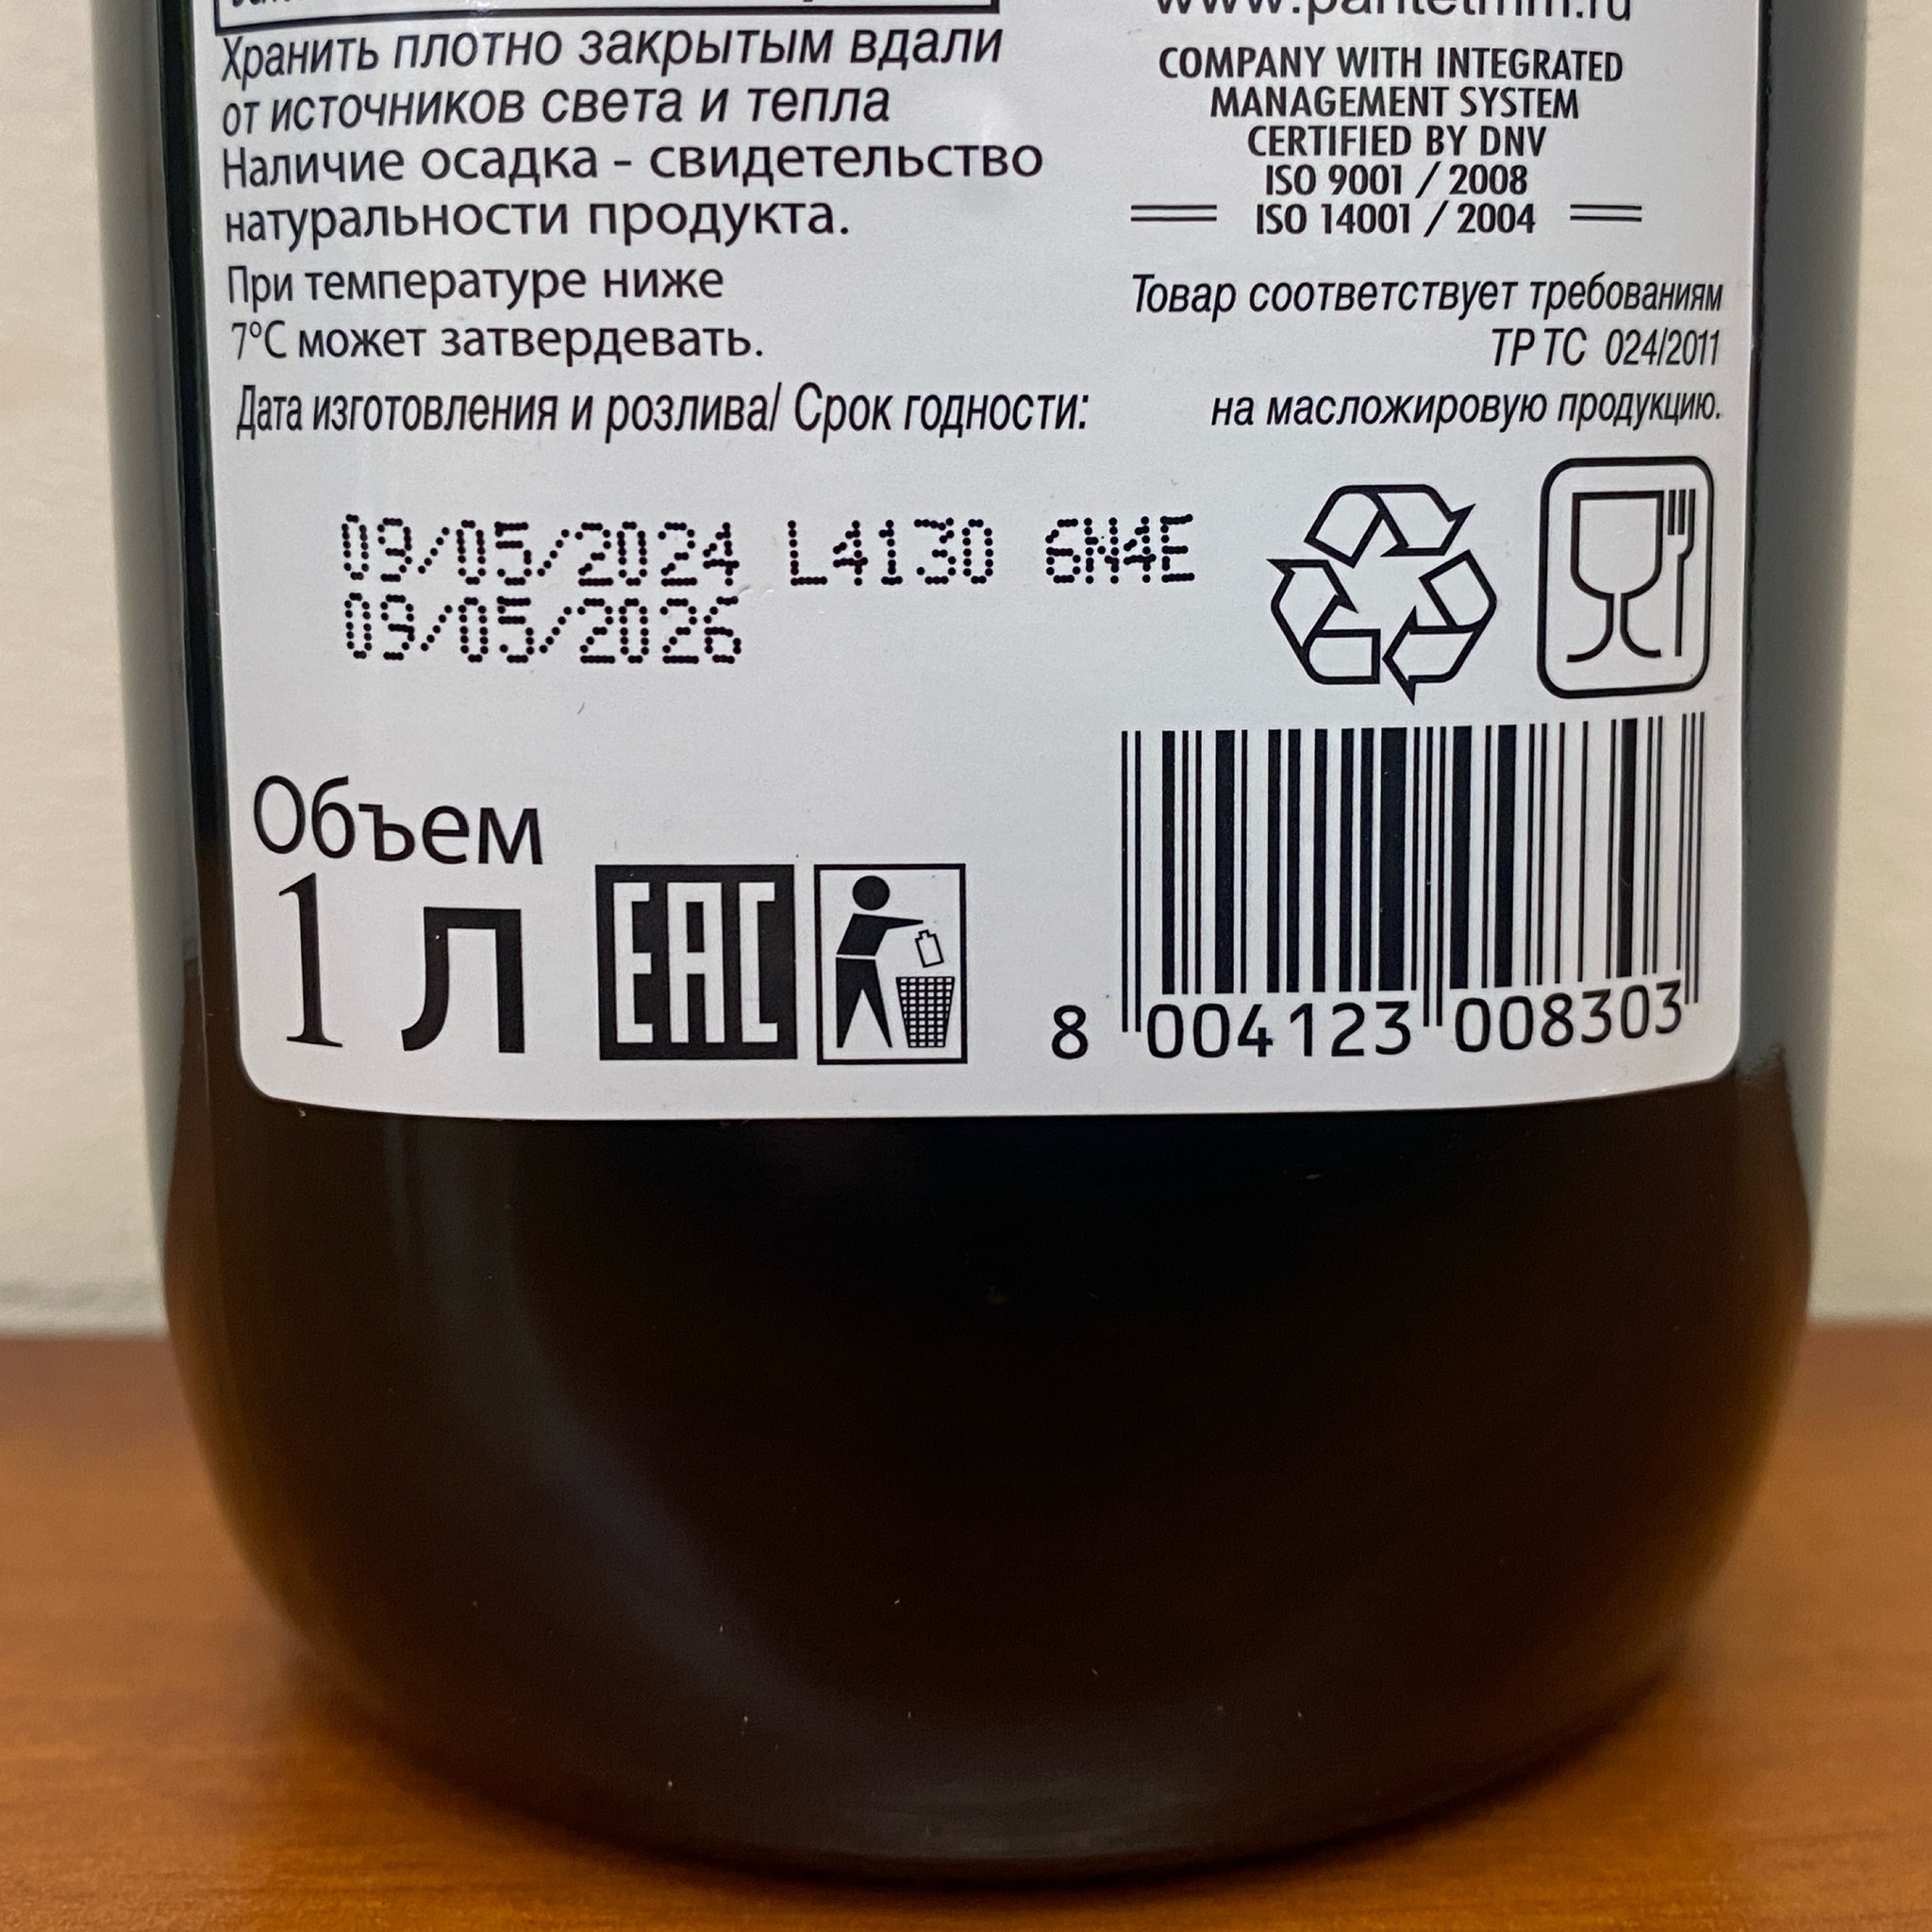 Хранить плотно закрытым вдали
от источников света и тепла
Наличие осадка - свидетельство
натуральности продукта.
При температуре ниже
7°С может затвердевать.
Дата изготовления и розлива/ Срок годности:
09/05/2024 L4130 6N4E
09/05/2026
Объем
1 л
EAC
COMPANY WITH INTEGRATED
MANAGEMENT SYSTEM
CERTIFIED BY DNV
ISO 9001 / 2008
ISO 14001 / 2004
Товар соответствует требованиям
ТР ТС 024/2011
на масложировую продукцию.
8 004123 008303